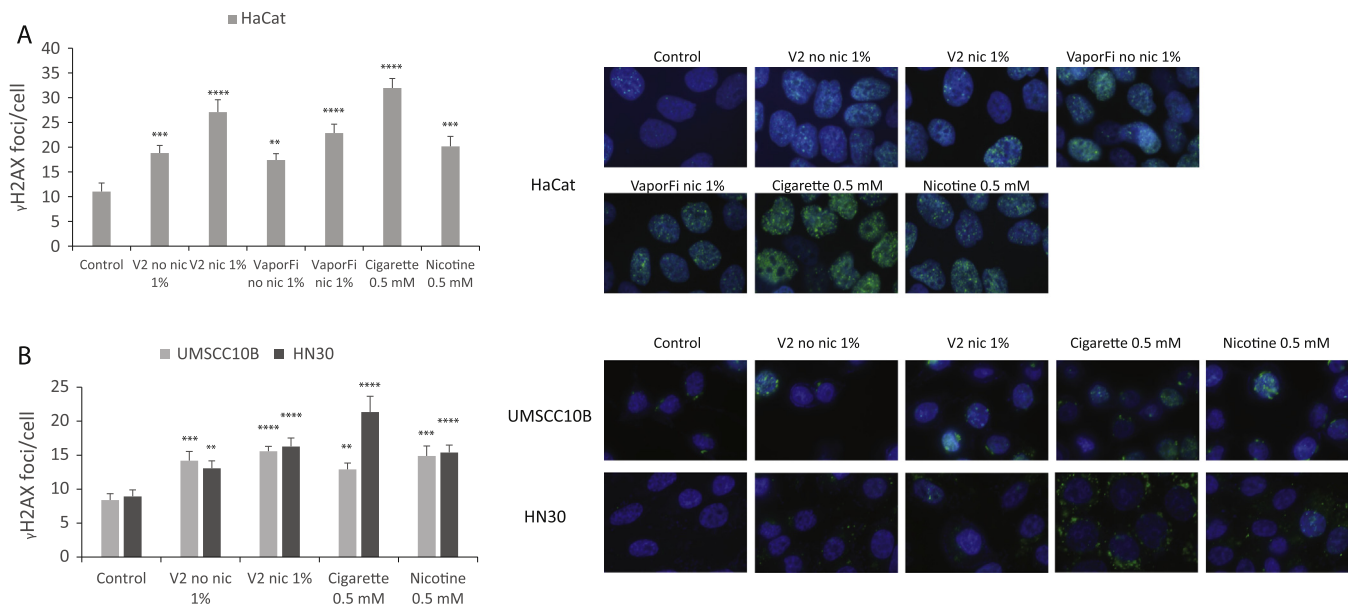 A
HaCat
γH2AX foci/cell
40
35
30
25
20
15
10
5
0
***
****
**
****
****
***
Control
V2 no nic 1%
V2 nic 1%
VaporFi no nic 1%
VaporFi nic 1%
Cigarette 0.5 mM
Nicotine 0.5 mM
HaCat
Control
V2 no nic 1%
V2 nic 1%
VaporFi no nic 1%
VaporFi nic 1%
Cigarette 0.5 mM
Nicotine 0.5 mM
B
UMSCC10B
HN30
γH2AX foci/cell
25
20
15
10
5
0
***
**
****
****
**
****
***
****
Control
V2 no nic 1%
V2 nic 1%
Cigarette 0.5 mM
Nicotine 0.5 mM
Control
V2 no nic 1%
V2 nic 1%
Cigarette 0.5 mM
Nicotine 0.5 mM
UMSCC10B
HN30